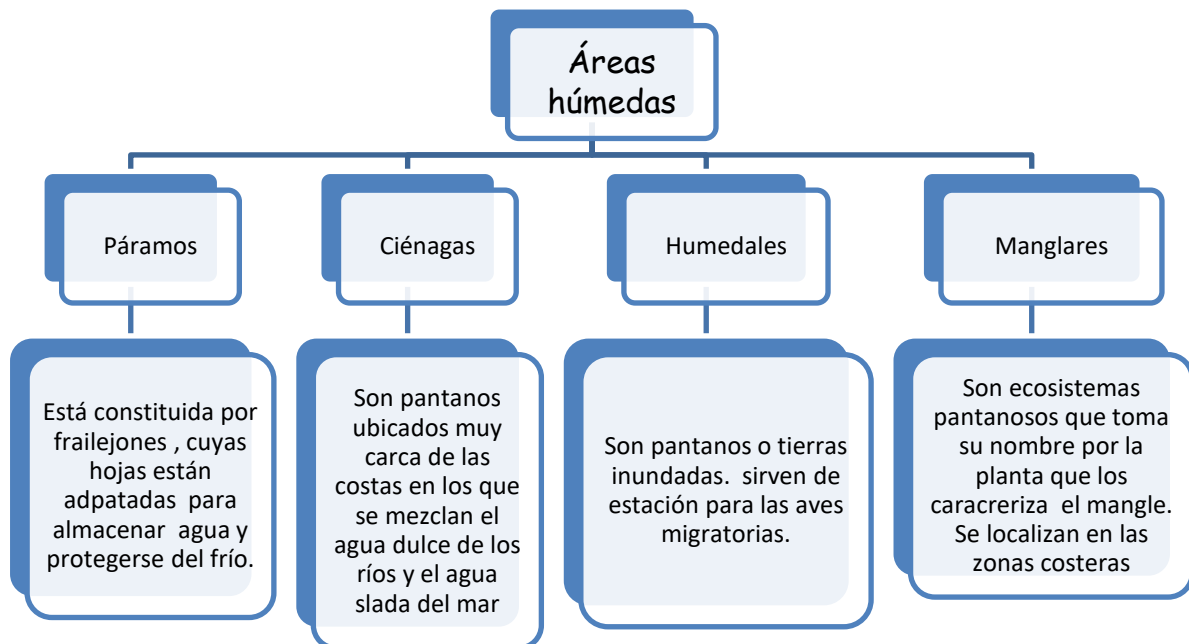 Áreas
húmedas
Páramos
Ciénagas
Humedales
Manglares
Está constituida por
frailejones , cuyas
hojas están
adpatadas para
almacenar agua y
protegerse del frío.
Son pantanos
ubicados muy
carca de las
costas en los que
se mezclan el
agua dulce de los
ríos y el agua
slada del mar
Son pantanos o tierras
inundadas. sirven de
estación para las aves
migratorias.
Son ecosistemas
pantanosos que toma
su nombre por la
planta que los
caracreriza el mangle.
Se localizan en las
zonas costeras